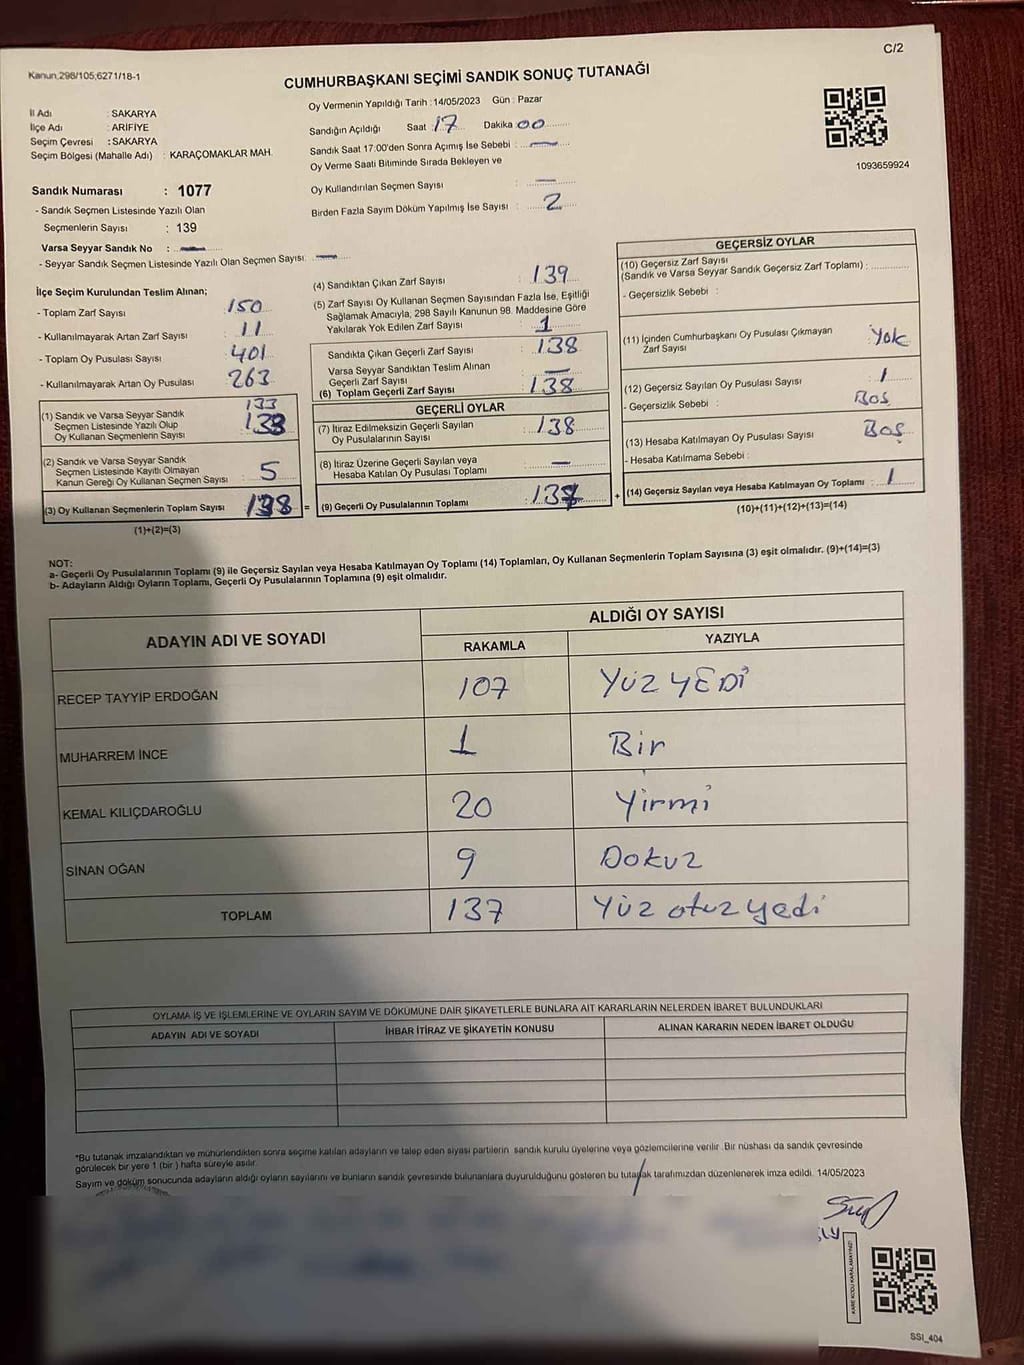 C/2
Kanun,298/105;6271/18-1
CUMHURBAŞKANI SEÇİMİ SANDIK SONUÇ TUTANAĞI
İl Adı : SAKARYA
İlçe Adı : ARİFİYE
Seçim Çevresi : SAKARYA
Seçim Bölgesi (Mahalle Adı) : KARAÇOMAKLAR MAH.
Sandık Numarası : 1077
- Sandık Seçmen Listesinde Yazılı Olan
Seçmenlerin Sayısı : 139
Varsa Seyyar Sandık No : —
- Seyyar Sandık Seçmen Listesinde Yazılı Olan Seçmen Sayısı: —
Oy Vermenin Yapıldığı Tarih : 14/05/2023 Gün : Pazar
Sandığın Açıldığı Saat : 17 Dakika 00
Sandık Saat 17:00'den Sonra Açımış İse Sebebi : —
Oy Verme Saati Bitiminde Sırada Bekleyen ve
Oy Kullandırılan Seçmen Sayısı : —
Birden Fazla Sayım Döküm Yapılmış İse Sayısı : 2
1093659924
İlçe Seçim Kurulundan Teslim Alınan;
- Toplam Zarf Sayısı : 150
- Kullanılmayarak Artan Zarf Sayısı : 11
- Toplam Oy Pusulası Sayısı : 401
- Kullanılmayarak Artan Oy Pusulası : 263
133
(1) Sandık ve Varsa Seyyar Sandık
Seçmen Listesinde Yazılı Olup
Oy Kullanan Seçmenlerin Sayısı :
(2) Sandık ve Varsa Seyyar Sandık
Seçmen Listesinde Kayıtlı Olmayan
Kanun Gereği Oy Kullanan Seçmen Sayısı : 5
(3) Oy Kullanan Seçmenlerin Toplam Sayısı : 138
(1)+(2)=(3)
(4) Sandıktan Çıkan Zarf Sayısı : 139
(5) Zarf Sayısı Oy Kullanan Seçmen Sayısından Fazla İse, Eşitliği
Sağlamak Amacıyla, 298 Sayılı Kanunun 98. Maddesine Göre
Yakılarak Yok Edilen Zarf Sayısı : 1
Sandıkta Çıkan Geçerli Zarf Sayısı : 138
Varsa Seyyar Sandıktan Teslim Alınan
Geçerli Zarf Sayısı : —
(6) Toplam Geçerli Zarf Sayısı : 138
GEÇERLİ OYLAR
(7) İtiraz Edilmeksizin Geçerli Sayılan
Oy Pusulalarının Sayısı : 138
(8) İtiraz Üzerine Geçerli Sayılan veya
Hesaba Katılan Oy Pusulası Toplamı : —
= (9) Geçerli Oy Pusulalarının Toplamı : 137 +
GEÇERSİZ OYLAR
(10) Geçersiz Zarf Sayısı
(Sandık ve Varsa Seyyar Sandık Geçersiz Zarf Toplamı) :
- Geçersizlik Sebebi :
(11) İçinden Cumhurbaşkanı Oy Pusulası Çıkmayan
Zarf Sayısı : Yok
(12) Geçersiz Sayılan Oy Pusulası Sayısı : 1
- Geçersizlik Sebebi : Boş
(13) Hesaba Katılmayan Oy Pusulası Sayısı : Boş
- Hesaba Katılmama Sebebi :
(14) Geçersiz Sayılan veya Hesaba Katılmayan Oy Toplamı : 1
(10)+(11)+(12)+(13)=(14)
NOT:
a- Geçerli Oy Pusulalarının Toplamı (9) ile Geçersiz Sayılan veya Hesaba Katılmayan Oy Toplamı (14) Toplamları, Oy Kullanan Seçmenlerin Toplam Sayısına (3) eşit olmalıdır. (9)+(14)=(3)
b- Adayların Aldığı Oyların Toplamı, Geçerli Oy Pusulalarının Toplamına (9) eşit olmalıdır.
ADAYIN ADI VE SOYADI
ALDIĞI OY SAYISI
RAKAMLA YAZIYLA
RECEP TAYYİP ERDOĞAN 107 YÜZ YEDİ
MUHARREM İNCE 1 Bir
KEMAL KILIÇDAROĞLU 20 Yirmi
SİNAN OĞAN 9 DOKUZ
TOPLAM 137 Yüz otuz yedi
OYLAMA İŞ VE İŞLEMLERİNE VE OYLARIN SAYIM VE DÖKÜMÜNE DAİR ŞİKAYETLERLE BUNLARA AİT KARARLARIN NELERDEN İBARET BULUNDUKLARI
ADAYIN ADI VE SOYADI İHBAR İTİRAZ VE ŞİKAYETİN KONUSU ALINAN KARARIN NEDEN İBARET OLDUĞU
*Bu tutanak imzalandıktan ve mühürlendikten sonra seçime katılan adayların ve talep eden siyasi partilerin sandık kurulu üyelerine veya gözlemcilerine verilir. Bir nüshası da sandık çevresinde
görülecek bir yere 1 (bir ) hafta süreyle asılır.
Sayım ve döküm sonucunda adayların aldığı oyların sayılarını ve bunların sandık çevresinde bulunanlara duyurulduğunu gösteren bu tutanak tarafımızdan düzenlenerek imza edildi. 14/05/2023
KARE KODU KARALAMAYINIZ!
SSI_404